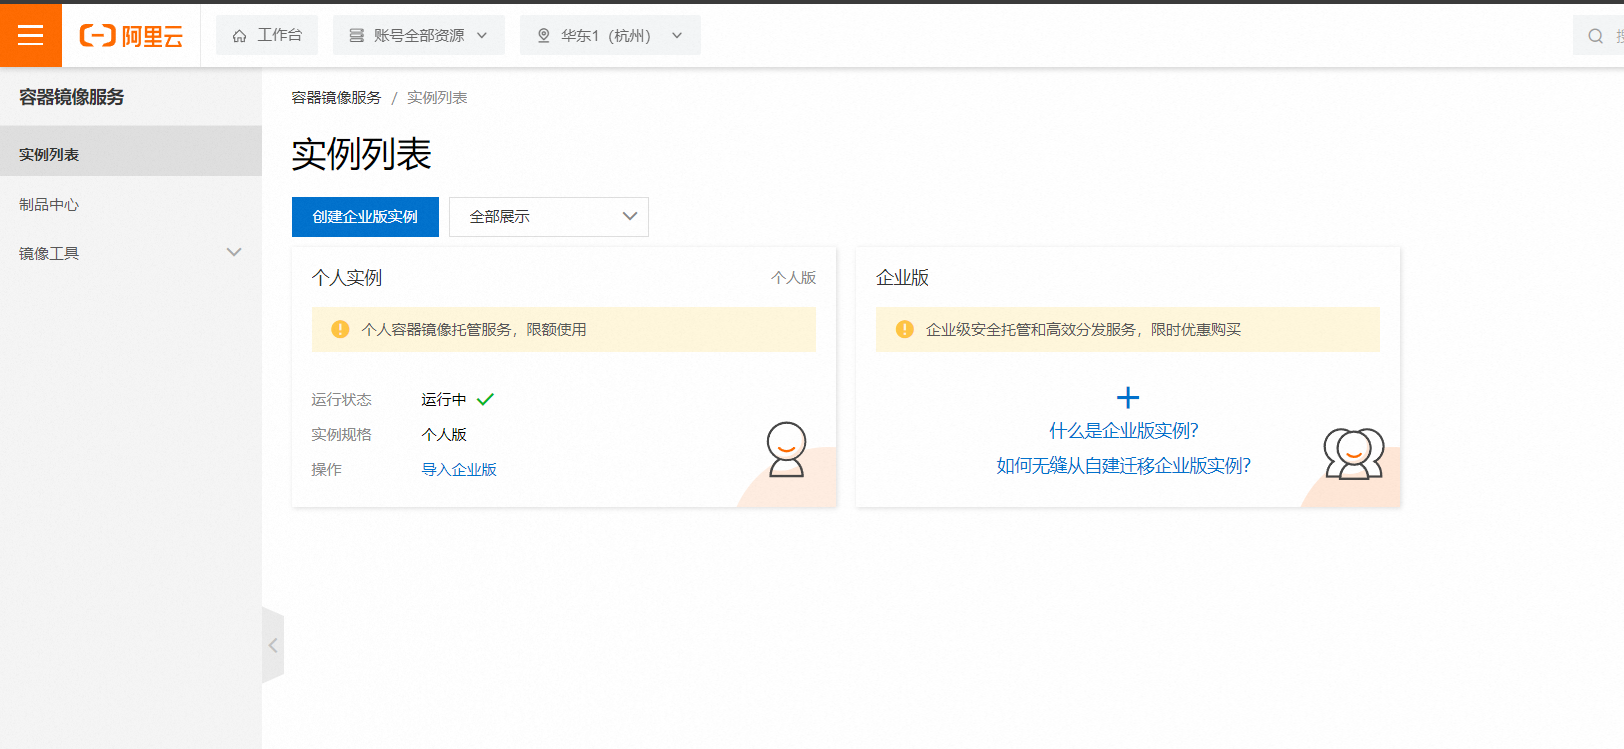 阿里云
工作台
账号全部资源
华东1（杭州）
容器镜像服务
实例列表
制品中心
镜像工具
容器镜像服务 / 实例列表
实例列表
创建企业版实例
全部展示
个人实例
个人版
个人容器镜像托管服务，限额使用
运行状态 运行中
实例规格 个人版
操作 导入企业版
企业版
企业级安全托管和高效分发服务，限时优惠购买
什么是企业版实例?
如何无缝从自建迁移企业版实例?